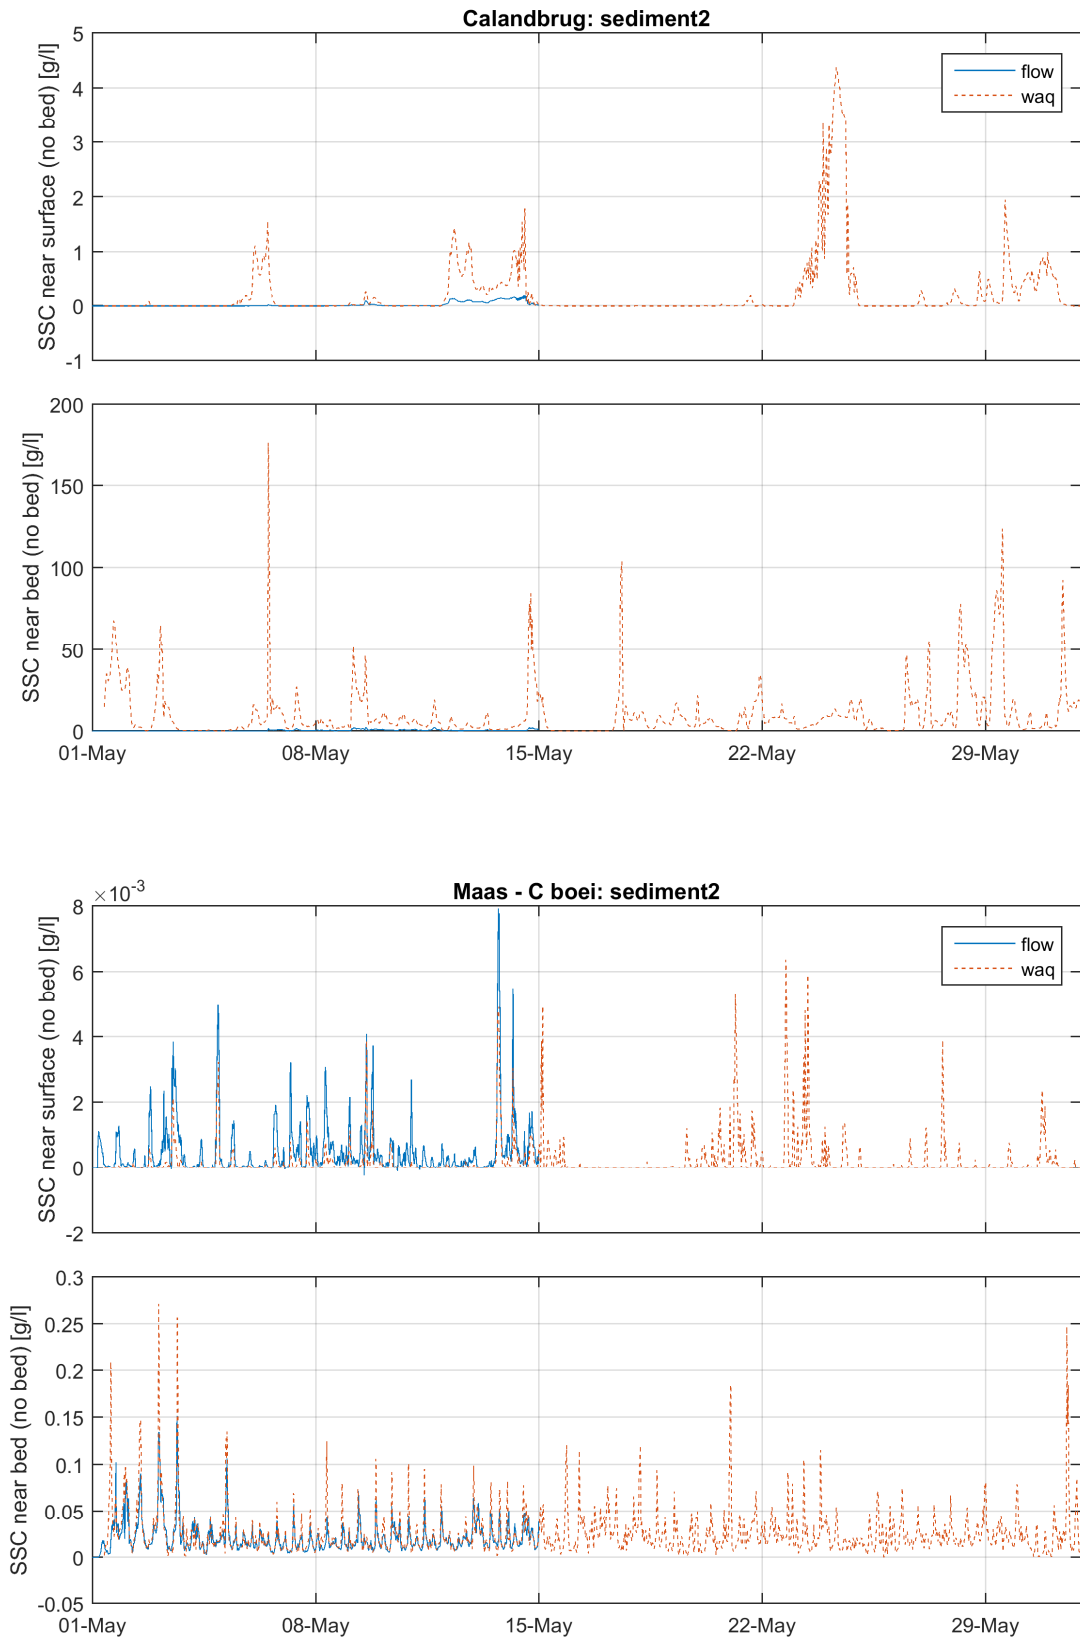 Calandbrug: sediment2
SSC near surface (no bed) [g/l]
5
4
3
2
1
0
-1
flow
waq
SSC near bed (no bed) [g/l]
200
150
100
50
0
01-May 08-May 15-May 22-May 29-May
Maas - C boei: sediment2
×10-3
SSC near surface (no bed) [g/l]
8
6
4
2
0
-2
flow
waq
SSC near bed (no bed) [g/l]
0.3
0.25
0.2
0.15
0.1
0.05
0
-0.05
01-May 08-May 15-May 22-May 29-May